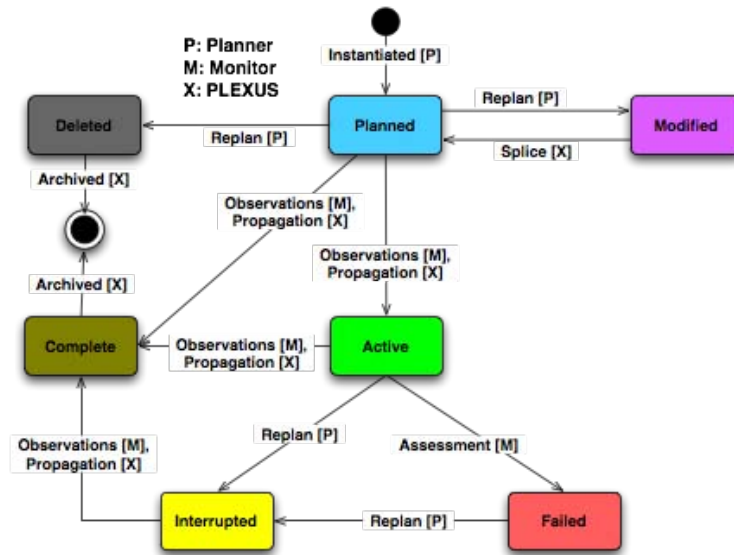 P: Planner
M: Monitor
X: PLEXUS
Instantiated [P]
Deleted
Planned
Modified
Replan [P]
Replan [P]
Splice [X]
Archived [X]
Observations [M],
Propagation [X]
Observations [M],
Propagation [X]
Archived [X]
Complete
Observations [M],
Propagation [X]
Active
Observations [M],
Propagation [X]
Replan [P]
Assessment [M]
Interrupted
Replan [P]
Failed